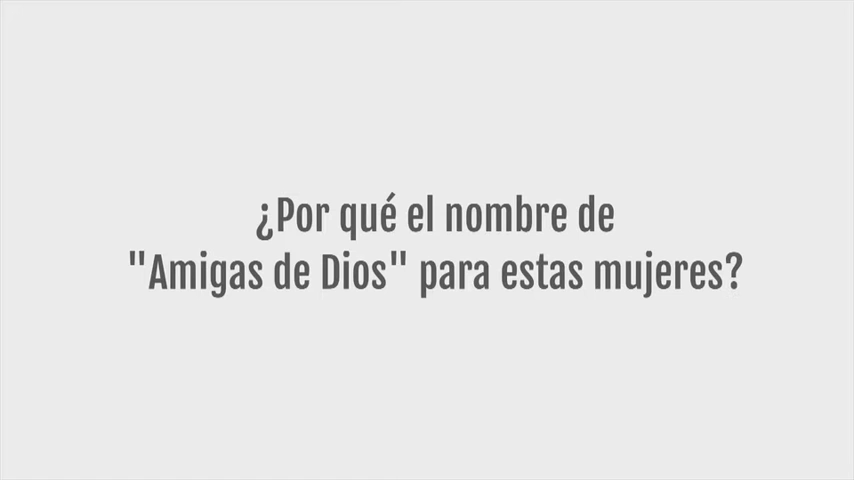 ¿Por qué el nombre de
"Amigas de Dios" para estas mujeres?